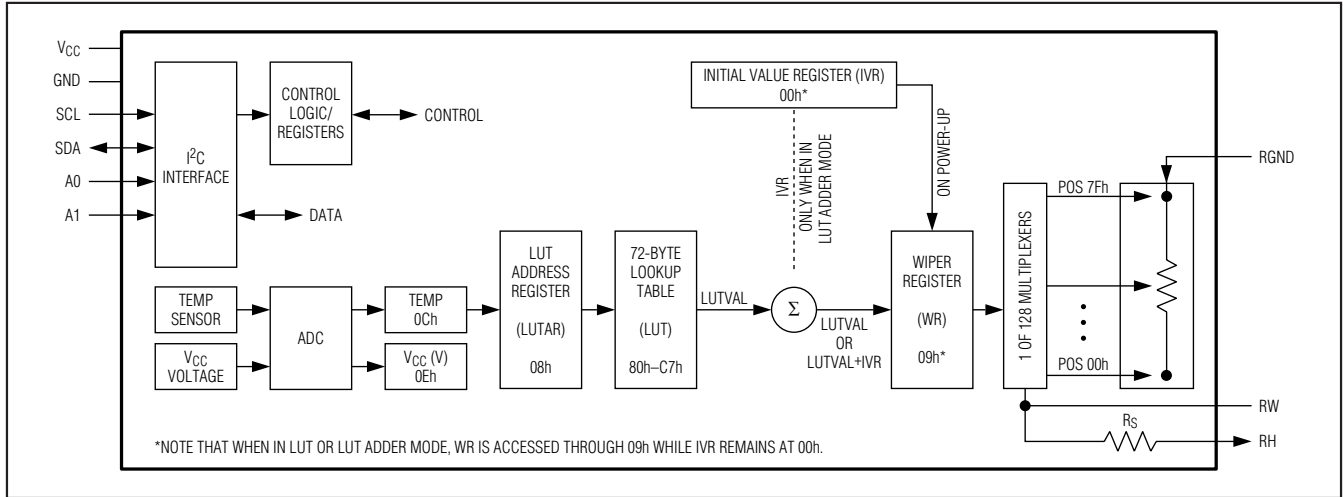 VCC
GND
SCL
SDA
A0
A1
I2C
INTERFACE
CONTROL
LOGIC/
REGISTERS
CONTROL
DATA
TEMP
SENSOR
VCC
VOLTAGE
ADC
TEMP
0Ch
VCC (V)
0Eh
LUT
ADDRESS
REGISTER
(LUTAR)
08h
72-BYTE
LOOKUP
TABLE
(LUT)
80h–C7h
LUTVAL
INITIAL VALUE REGISTER (IVR)
00h*
IVR
ONLY WHEN IN
LUT ADDER MODE
ON POWER-UP
Σ
LUTVAL
OR
LUTVAL+IVR
WIPER
REGISTER
(WR)
09h*
1 OF 128 MULTIPLEXERS
POS 7Fh
POS 00h
RGND
RW
RS
RH
*NOTE THAT WHEN IN LUT OR LUT ADDER MODE, WR IS ACCESSED THROUGH 09h WHILE IVR REMAINS AT 00h.